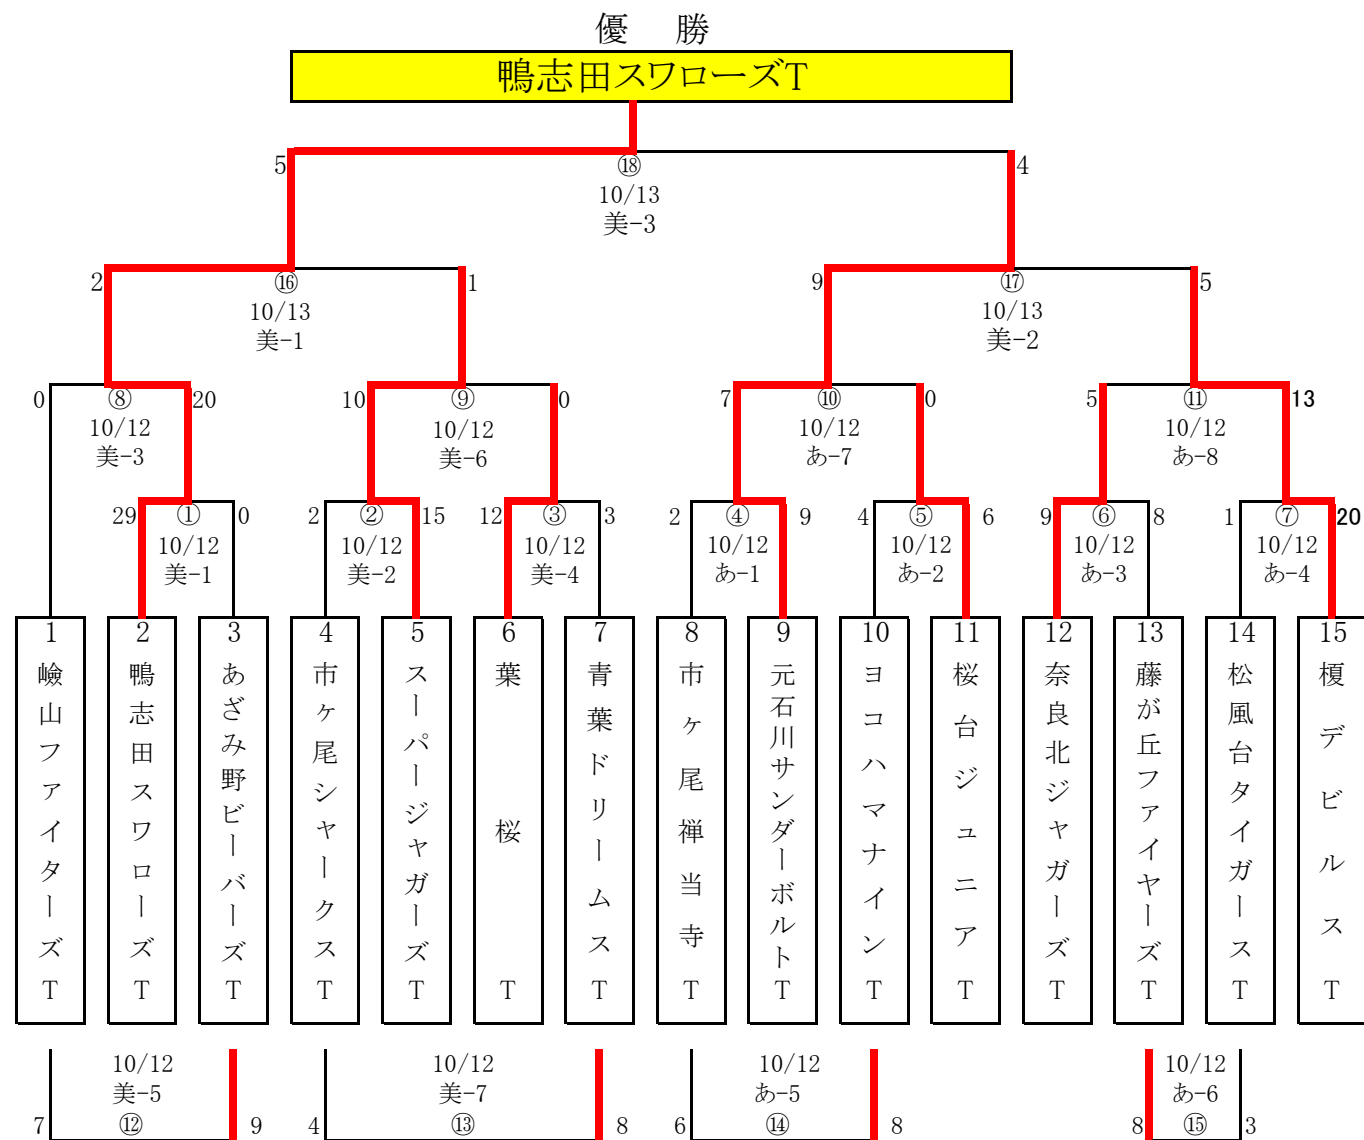 優　勝
鴨志田スワローズT
5 ⑱ 4
10/13
美-3
2 ⑯ 1 9 ⑰ 5
10/13 10/13
美-1 美-2
0 ⑧ 20 10 ⑨ 0 7 ⑩ 0 5 ⑪ 13
10/12 10/12 10/12 10/12
美-3 美-6 あ-7 あ-8
29 ① 0 2 ② 15 12 ③ 3 2 ④ 9 4 ⑤ 6 9 ⑥ 8 1 ⑦ 20
10/12 10/12 10/12 10/12 10/12 10/12 10/12
美-1 美-2 美-4 あ-1 あ-2 あ-3 あ-4
1 嶮山ファイターズT
2 鴨志田スワローズT
3 あざみ野ビーバーズT
4 市ヶ尾シャークスT
5 スーパージャガーズT
6 葉桜T
7 青葉ドリームスT
8 市ヶ尾禅当寺T
9 元石川サンダーボルトT
10 ヨコハマナインT
11 桜台ジュニアT
12 奈良北ジャガーズT
13 藤が丘ファイヤーズT
14 松風台タイガースT
15 榎デビルスT
10/12 10/12 10/12 10/12
美-5 美-7 あ-5 あ-6
7 ⑫ 9 4 ⑬ 8 6 ⑭ 8 8 ⑮ 3